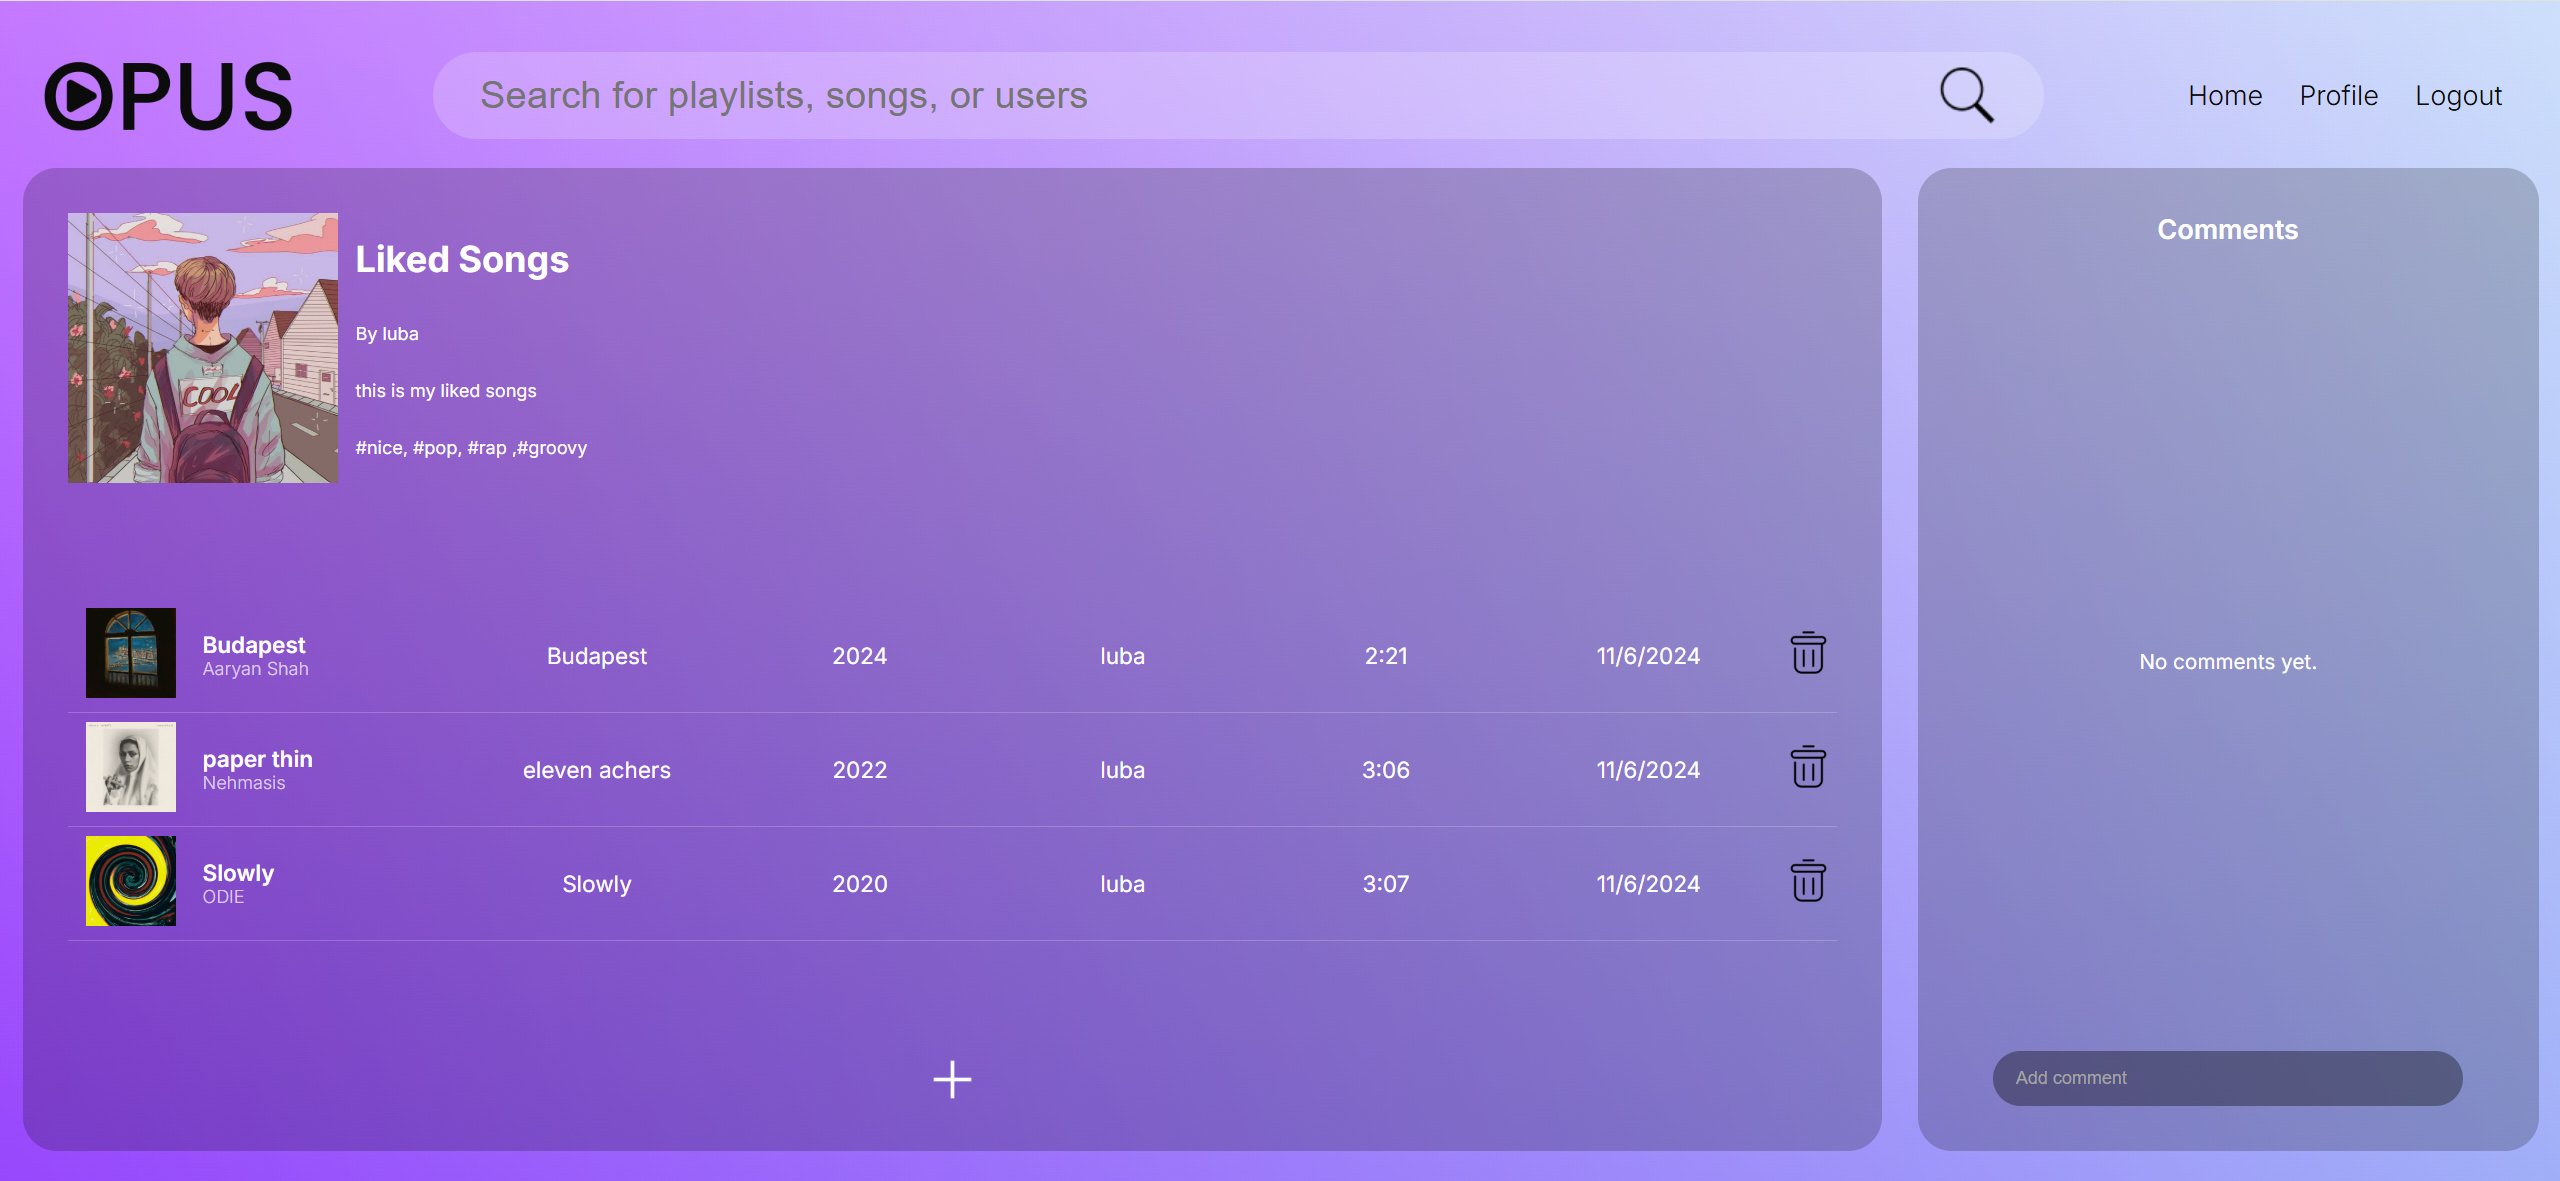 OPUS
Search for playlists, songs, or users
Home Profile Logout
Liked Songs
By luba
this is my liked songs
#nice, #pop, #rap ,#groovy
COOL
Comments
No comments yet.
Add comment
Budapest
Aaryan Shah
Budapest 2024 luba 2:21 11/6/2024
paper thin
Nehmasis
eleven achers 2022 luba 3:06 11/6/2024
Slowly
ODIE
Slowly 2020 luba 3:07 11/6/2024